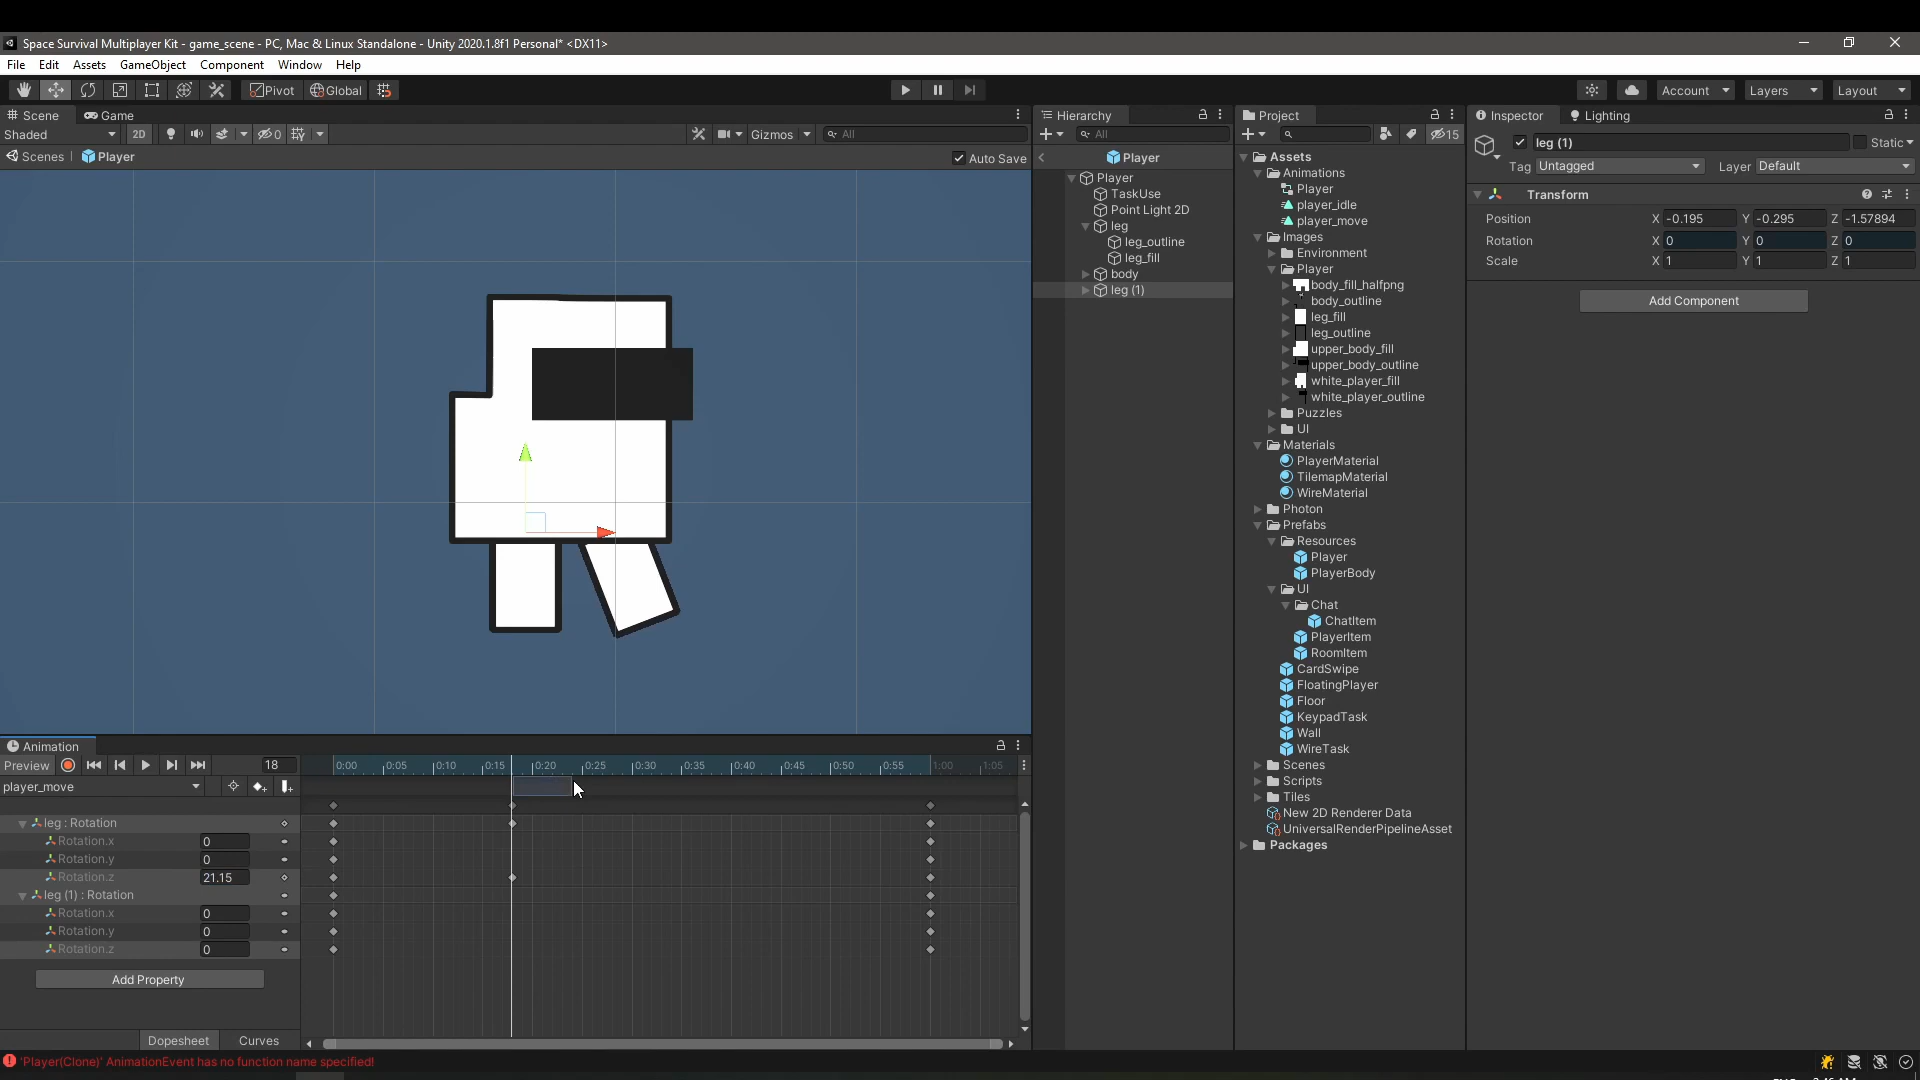 Space Survival Multiplayer Kit - game_scene - PC, Mac & Linux Standalone - Unity 2020.1.8f1 Personal* <DX11>
File Edit Assets GameObject Component Window Help
Pivot Global Account Layers Layout
Scene Game
Shaded 2D 0 Gizmos All
Scenes Player Auto Save
Hierarchy
All
Player
Player
TaskUse
Point Light 2D
leg
leg_outline
leg_fill
body
leg (1)
Project
15
Assets
Animations
Player
player_idle
player_move
Images
Environment
Player
body_fill_halfpng
body_outline
leg_fill
leg_outline
upper_body_fill
upper_body_outline
white_player_fill
white_player_outline
Puzzles
UI
Materials
PlayerMaterial
TilemapMaterial
WireMaterial
Photon
Prefabs
Resources
Player
PlayerBody
UI
Chat
ChatItem
PlayerItem
RoomItem
CardSwipe
FloatingPlayer
Floor
KeypadTask
Wall
WireTask
Scenes
Scripts
Tiles
New 2D Renderer Data
UniversalRenderPipelineAsset
Packages
Inspector Lighting
leg (1) Static
Tag Untagged Layer Default
Transform
Position X -0.195 Y -0.295 Z -1.57894
Rotation X 0 Y 0 Z 0
Scale X 1 Y 1 Z 1
Add Component
Animation
Preview 18 0:00 0:05 0:10 0:15 0:20 0:25 0:30 0:35 0:40 0:45 0:50 0:55 1:00 1:05
player_move
leg : Rotation
Rotation.x 0
Rotation.y 0
Rotation.z 21.15
leg (1) : Rotation
Rotation.x 0
Rotation.y 0
Rotation.z 0
Add Property
Dopesheet Curves
'Player(Clone)' AnimationEvent has no function name specified!